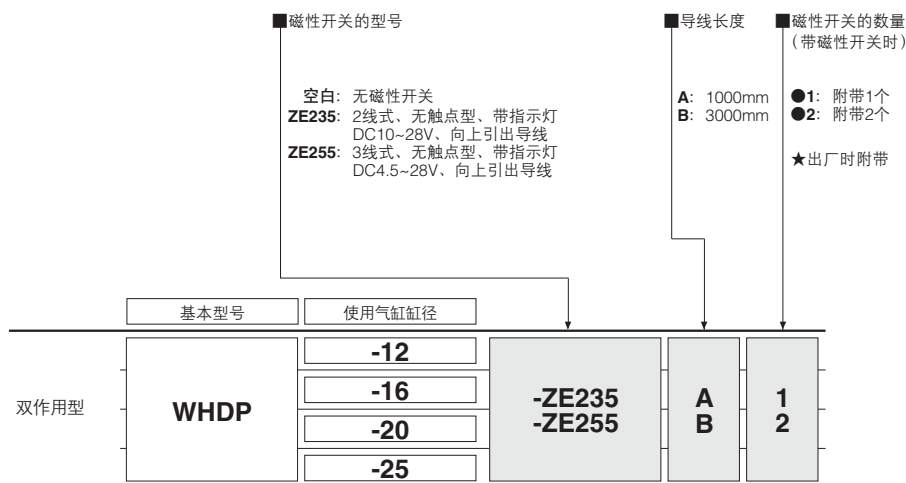 ■磁性开关的型号
空白：无磁性开关
ZE235：2线式、无触点型、带指示灯
DC10~28V、向上引出导线
ZE255：3线式、无触点型、带指示灯
DC4.5~28V、向上引出导线
■导线长度
A：1000mm
B：3000mm
■磁性开关的数量
（带磁性开关时）
●1：附带1个
●2：附带2个
★出厂时附带
基本型号
使用气缸缸径
双作用型
WHDP
-12
-16
-20
-25
-ZE235
-ZE255
A
B
1
2